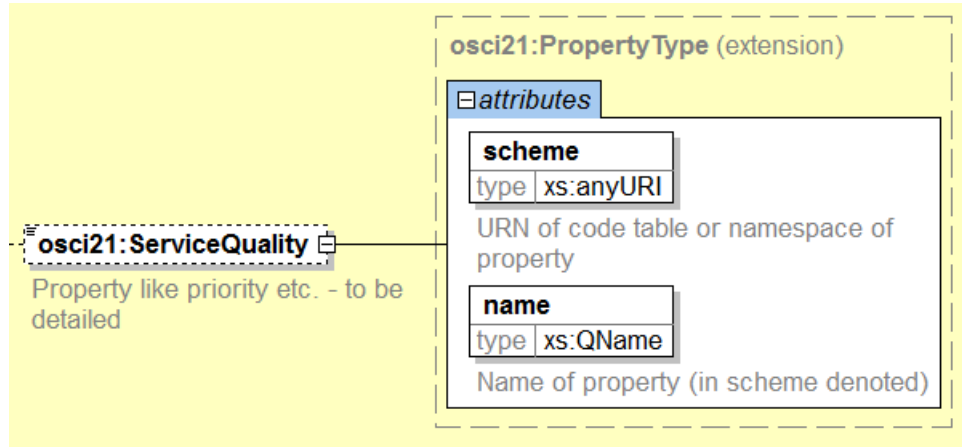 osci21:PropertyType (extension)
attributes
scheme
type xs:anyURI
URN of code table or namespace of
property
osci21:ServiceQuality
Property like priority etc. - to be
detailed
name
type xs:QName
Name of property (in scheme denoted)